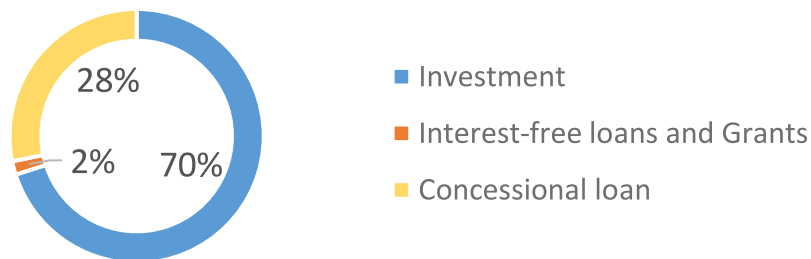 28%
2%
70%
Investment
Interest-free loans and Grants
Concessional loan